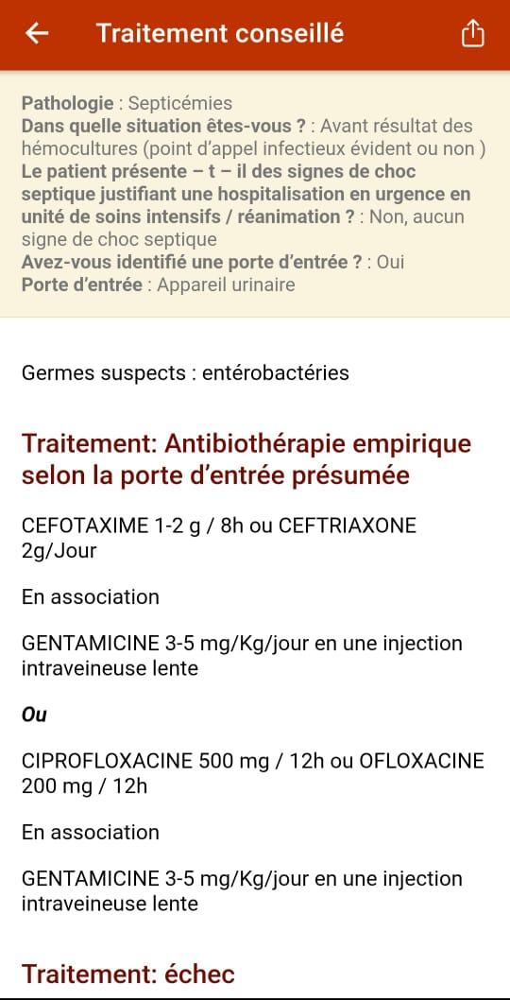 Traitement conseillé
Pathologie : Septicémies
Dans quelle situation êtes-vous ? : Avant résultat des
hémocultures (point d'appel infectieux évident ou non )
Le patient présente – t – il des signes de choc
septique justifiant une hospitalisation en urgence en
unité de soins intensifs / réanimation ? : Non, aucun
signe de choc septique
Avez-vous identifié une porte d'entrée ? : Oui
Porte d'entrée : Appareil urinaire
Germes suspects : entérobactéries
Traitement: Antibiothérapie empirique
selon la porte d'entrée présumée
CEFOTAXIME 1-2 g / 8h ou CEFTRIAXONE
2g/Jour
En association
GENTAMICINE 3-5 mg/Kg/jour en une injection
intraveineuse lente
Ou
CIPROFLOXACINE 500 mg / 12h ou OFLOXACINE
200 mg / 12h
En association
GENTAMICINE 3-5 mg/Kg/jour en une injection
intraveineuse lente
Traitement: échec